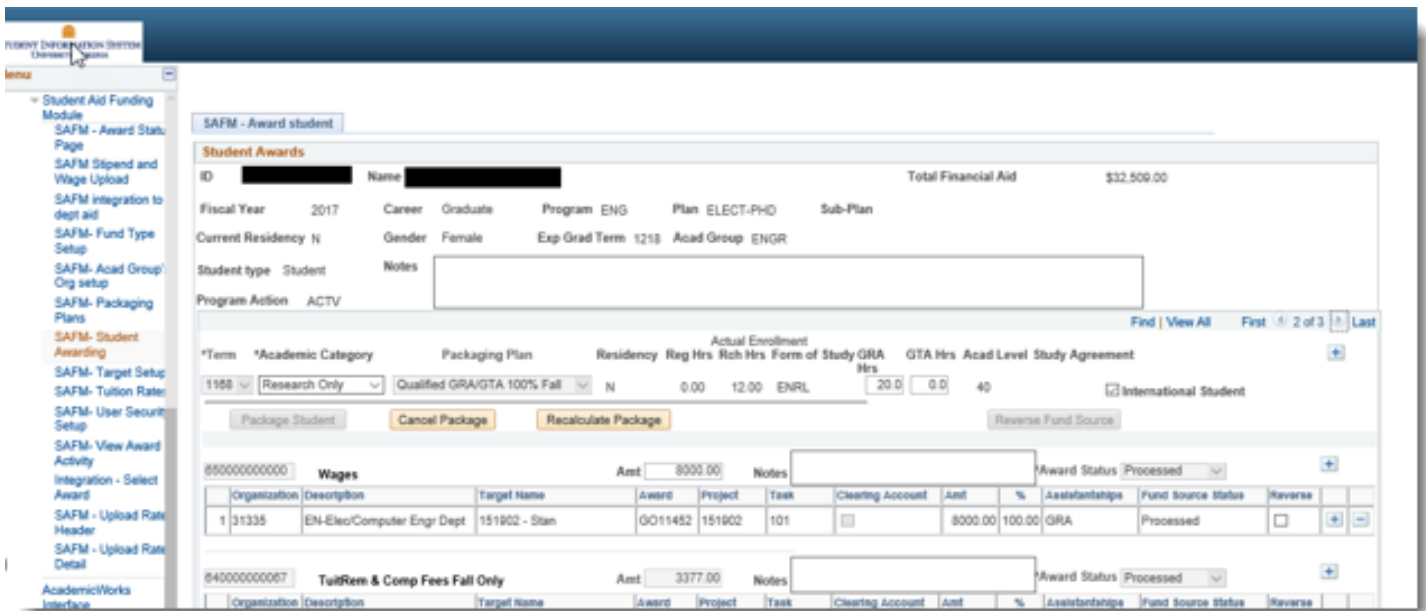 TUDENT INFORMATION SYSTEM
Menu
Student Aid Funding
Module
SAFM - Award Statu
Page
SAFM Stipend and
Wage Upload
SAFM integration to
dept aid
SAFM- Fund Type
Setup
SAFM- Acad Group'
Org setup
SAFM- Packaging
Plans
SAFM- Student
Awarding
SAFM- Target Setup
SAFM- Tuition Rates
SAFM- User Securit
Setup
SAFM- View Award
Activity
Integration - Select
Award
SAFM - Upload Rate
Header
SAFM - Upload Rate
Detail
AcademicWorks
Interface
SAFM - Award student
Student Awards
ID Name Total Financial Aid $32,509.00
Fiscal Year 2017 Career Graduate Program ENG Plan ELECT-PHD Sub-Plan
Current Residency N Gender Female Exp Grad Term 1218 Acad Group ENGR
Student type Student Notes
Program Action ACTV
Find | View All First 2 of 3 Last
Actual Enrollment
*Term *Academic Category Packaging Plan Residency Reg Hrs Rch Hrs Form of Study GRA Hrs GTA Hrs Acad Level Study Agreement
1168 Research Only Qualified GRA/GTA 100% Fall N 0.00 12.00 ENRL 20.0 0.0 40 International Student
Package Student Cancel Package Recalculate Package Reverse Fund Source
650000000000 Wages Amt 8000.00 Notes *Award Status Processed
Organization Description Target Name Award Project Task Clearing Account Amt % Assistantships Fund Source Status Reverse
1 31335 EN-Elec/Computer Engr Dept 151902 - Stan GO11452 151902 101 8000.00 100.00 GRA Processed
640000000067 TuitRem & Comp Fees Fall Only Amt 3377.00 Notes *Award Status Processed
Organization Description Target Name Award Project Task Clearing Account Amt % Assistantships Fund Source Status Reverse